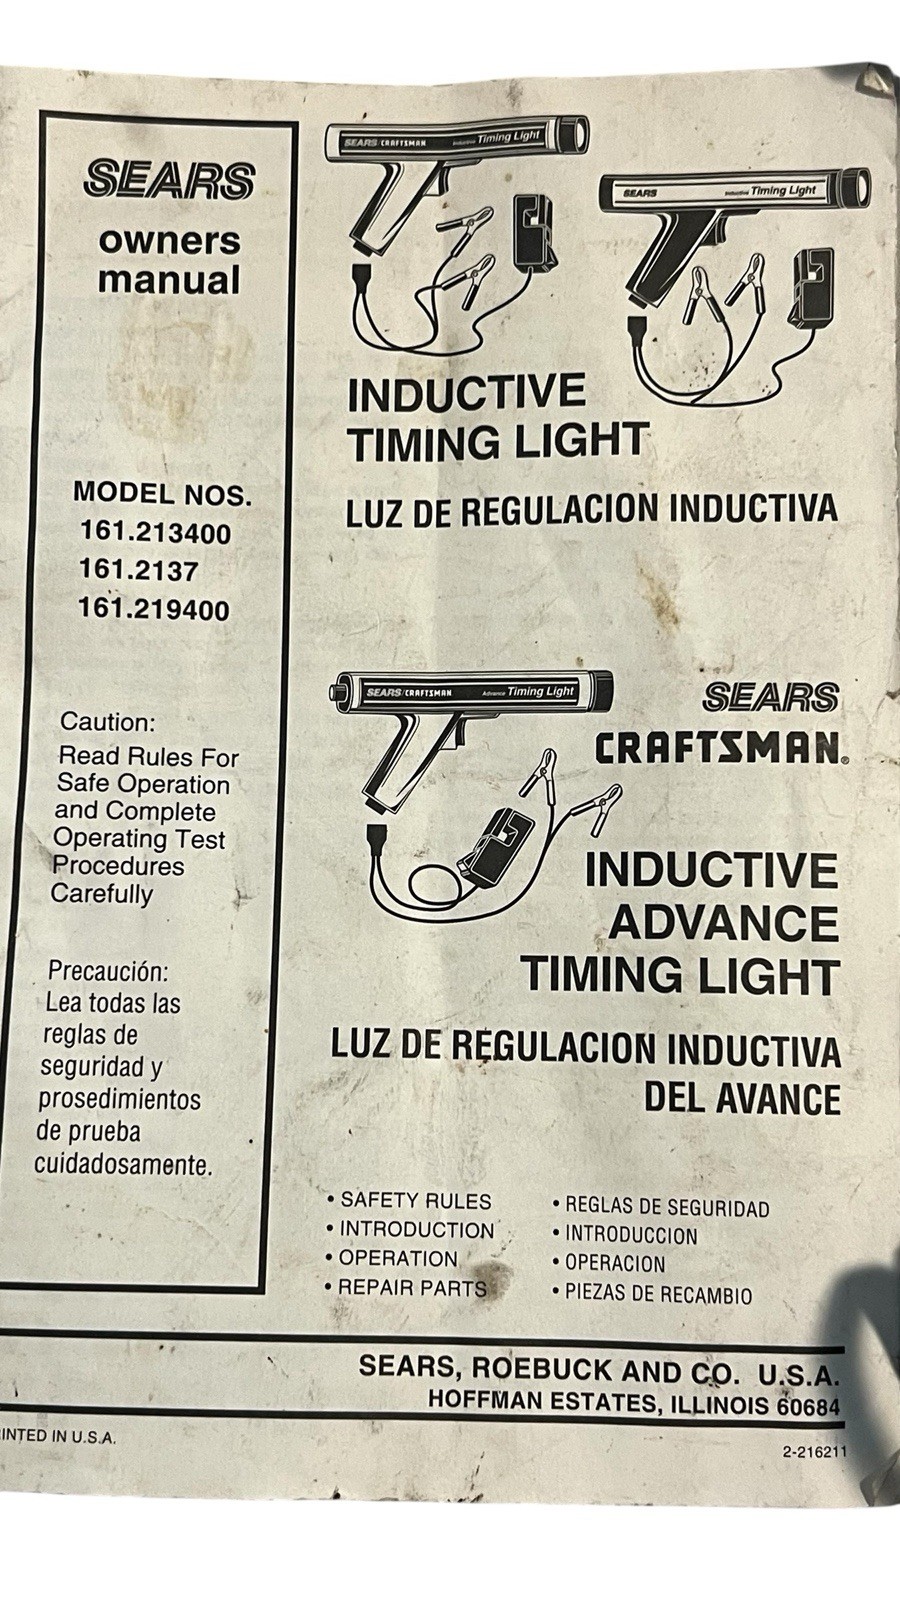 SEARS
owners
manual
MODEL NOS.
161.213400
161.2137
161.219400
Caution:
Read Rules For
Safe Operation
and Complete
Operating Test
Procedures
Carefully
Precaución:
Lea todas las
reglas de
seguridad y
prosedimientos
de prueba
cuidadosamente.
SEARS CRAFTSMAN Inductive Timing Light
SEARS Inductive Timing Light
INDUCTIVE
TIMING LIGHT
LUZ DE REGULACION INDUCTIVA
SEARS/CRAFTSMAN Advance Timing Light
SEARS
CRAFTSMAN®
INDUCTIVE
ADVANCE
TIMING LIGHT
LUZ DE REGULACION INDUCTIVA
DEL AVANCE
• SAFETY RULES
• INTRODUCTION
• OPERATION
• REPAIR PARTS
• REGLAS DE SEGURIDAD
• INTRODUCCION
• OPERACION
• PIEZAS DE RECAMBIO
SEARS, ROEBUCK AND CO. U.S.A.
HOFFMAN ESTATES, ILLINOIS 60684
INTED IN U.S.A.
2-216211